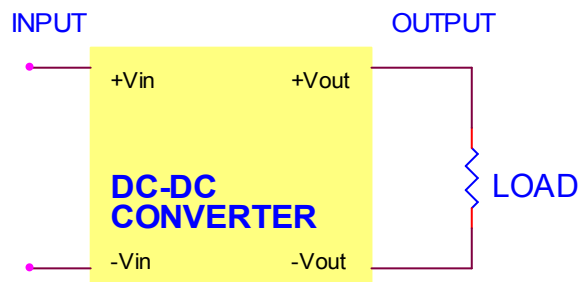 INPUT
OUTPUT
+Vin
+Vout
DC-DC
CONVERTER
LOAD
-Vin
-Vout